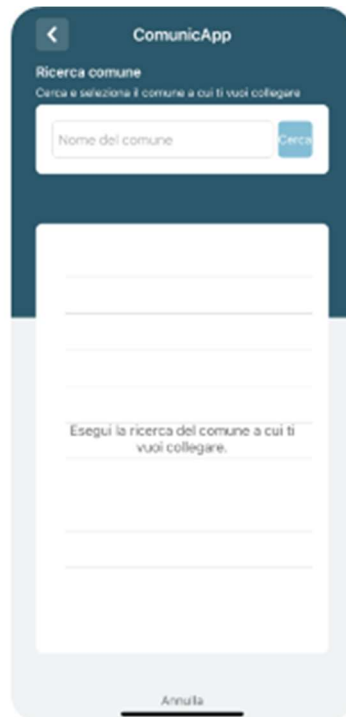 ComunicApp
Ricerca comune
Cerca e seleziona il comune a cui ti vuoi collegare
Nome del comune
Cerca
Esegui la ricerca del comune a cui ti
vuoi collegare.
Annulla